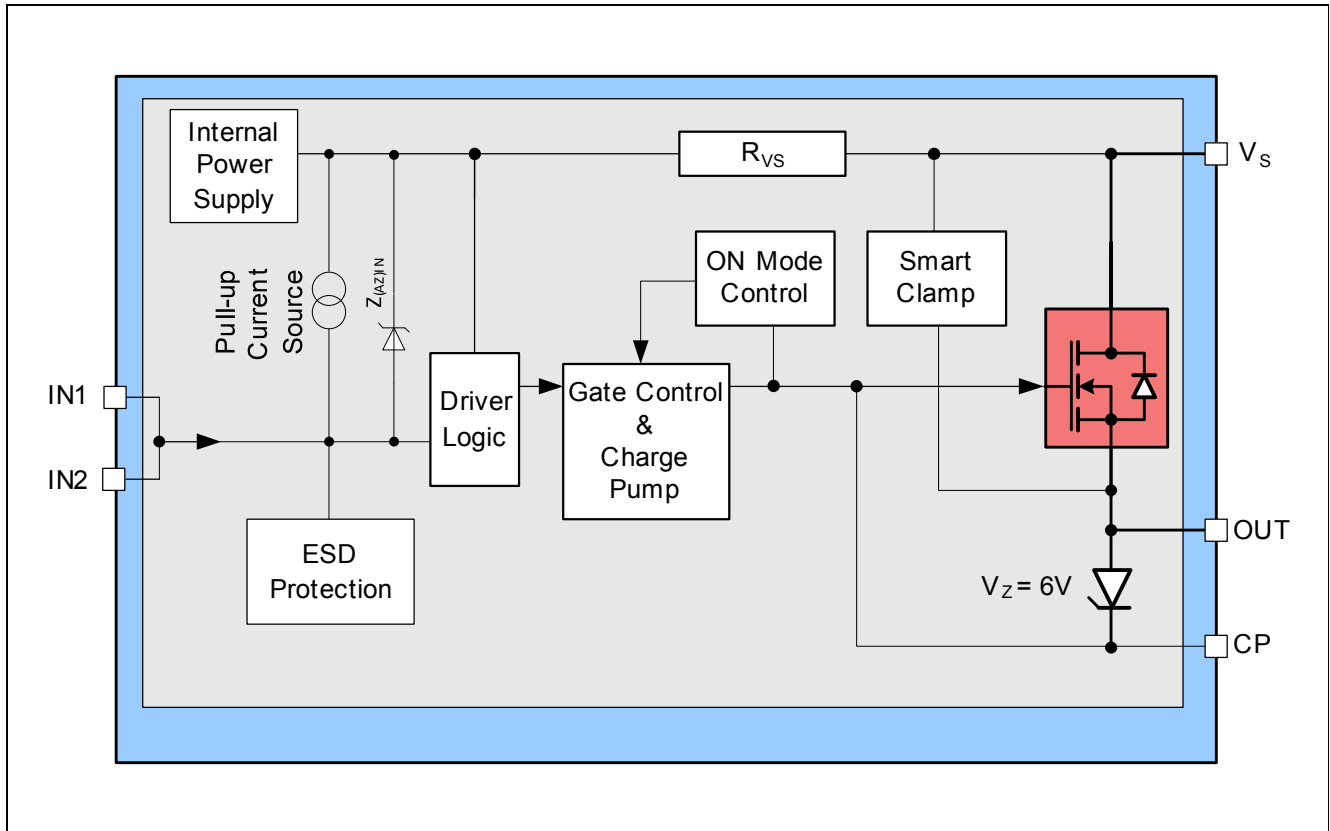 Internal
Power
Supply
R_VS
V_S
Pull-up
Current
Source
Z_(AZ)IN
ON Mode
Control
Smart
Clamp
IN1
IN2
Driver
Logic
Gate Control
&
Charge
Pump
ESD
Protection
OUT
V_Z = 6V
CP